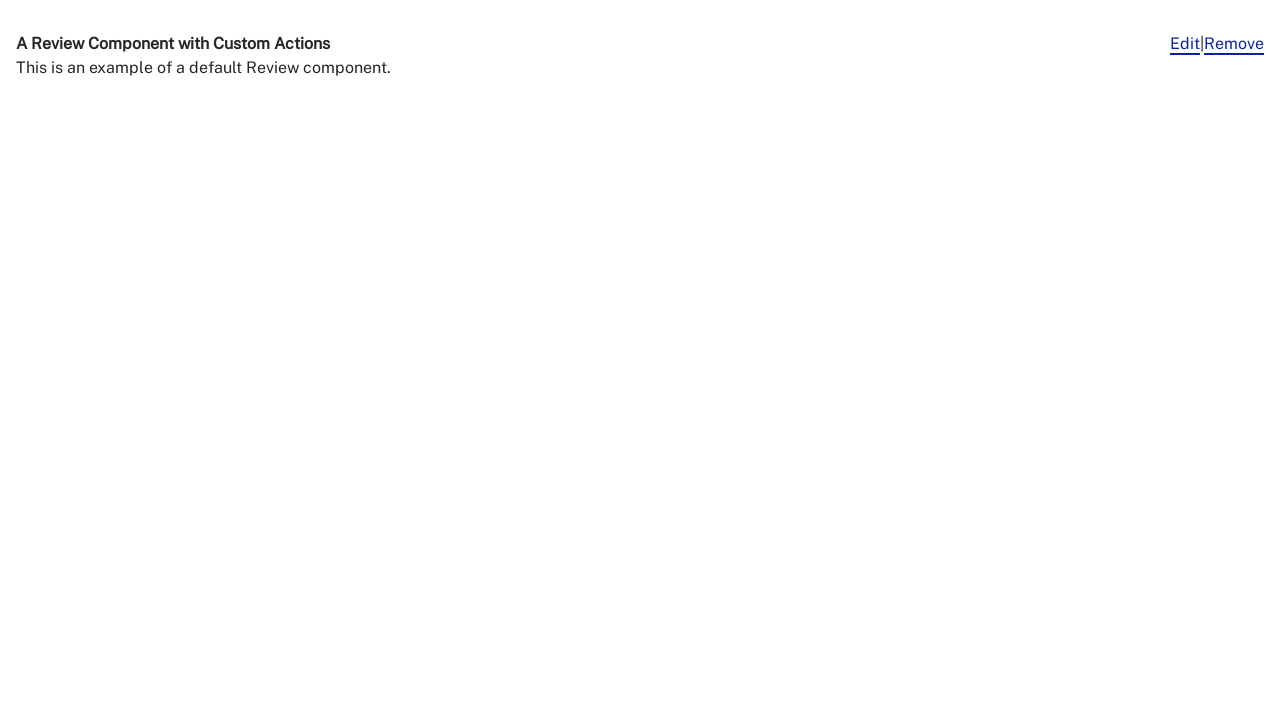 A Review Component with Custom Actions
Edit|Remove
This is an example of a default Review component.